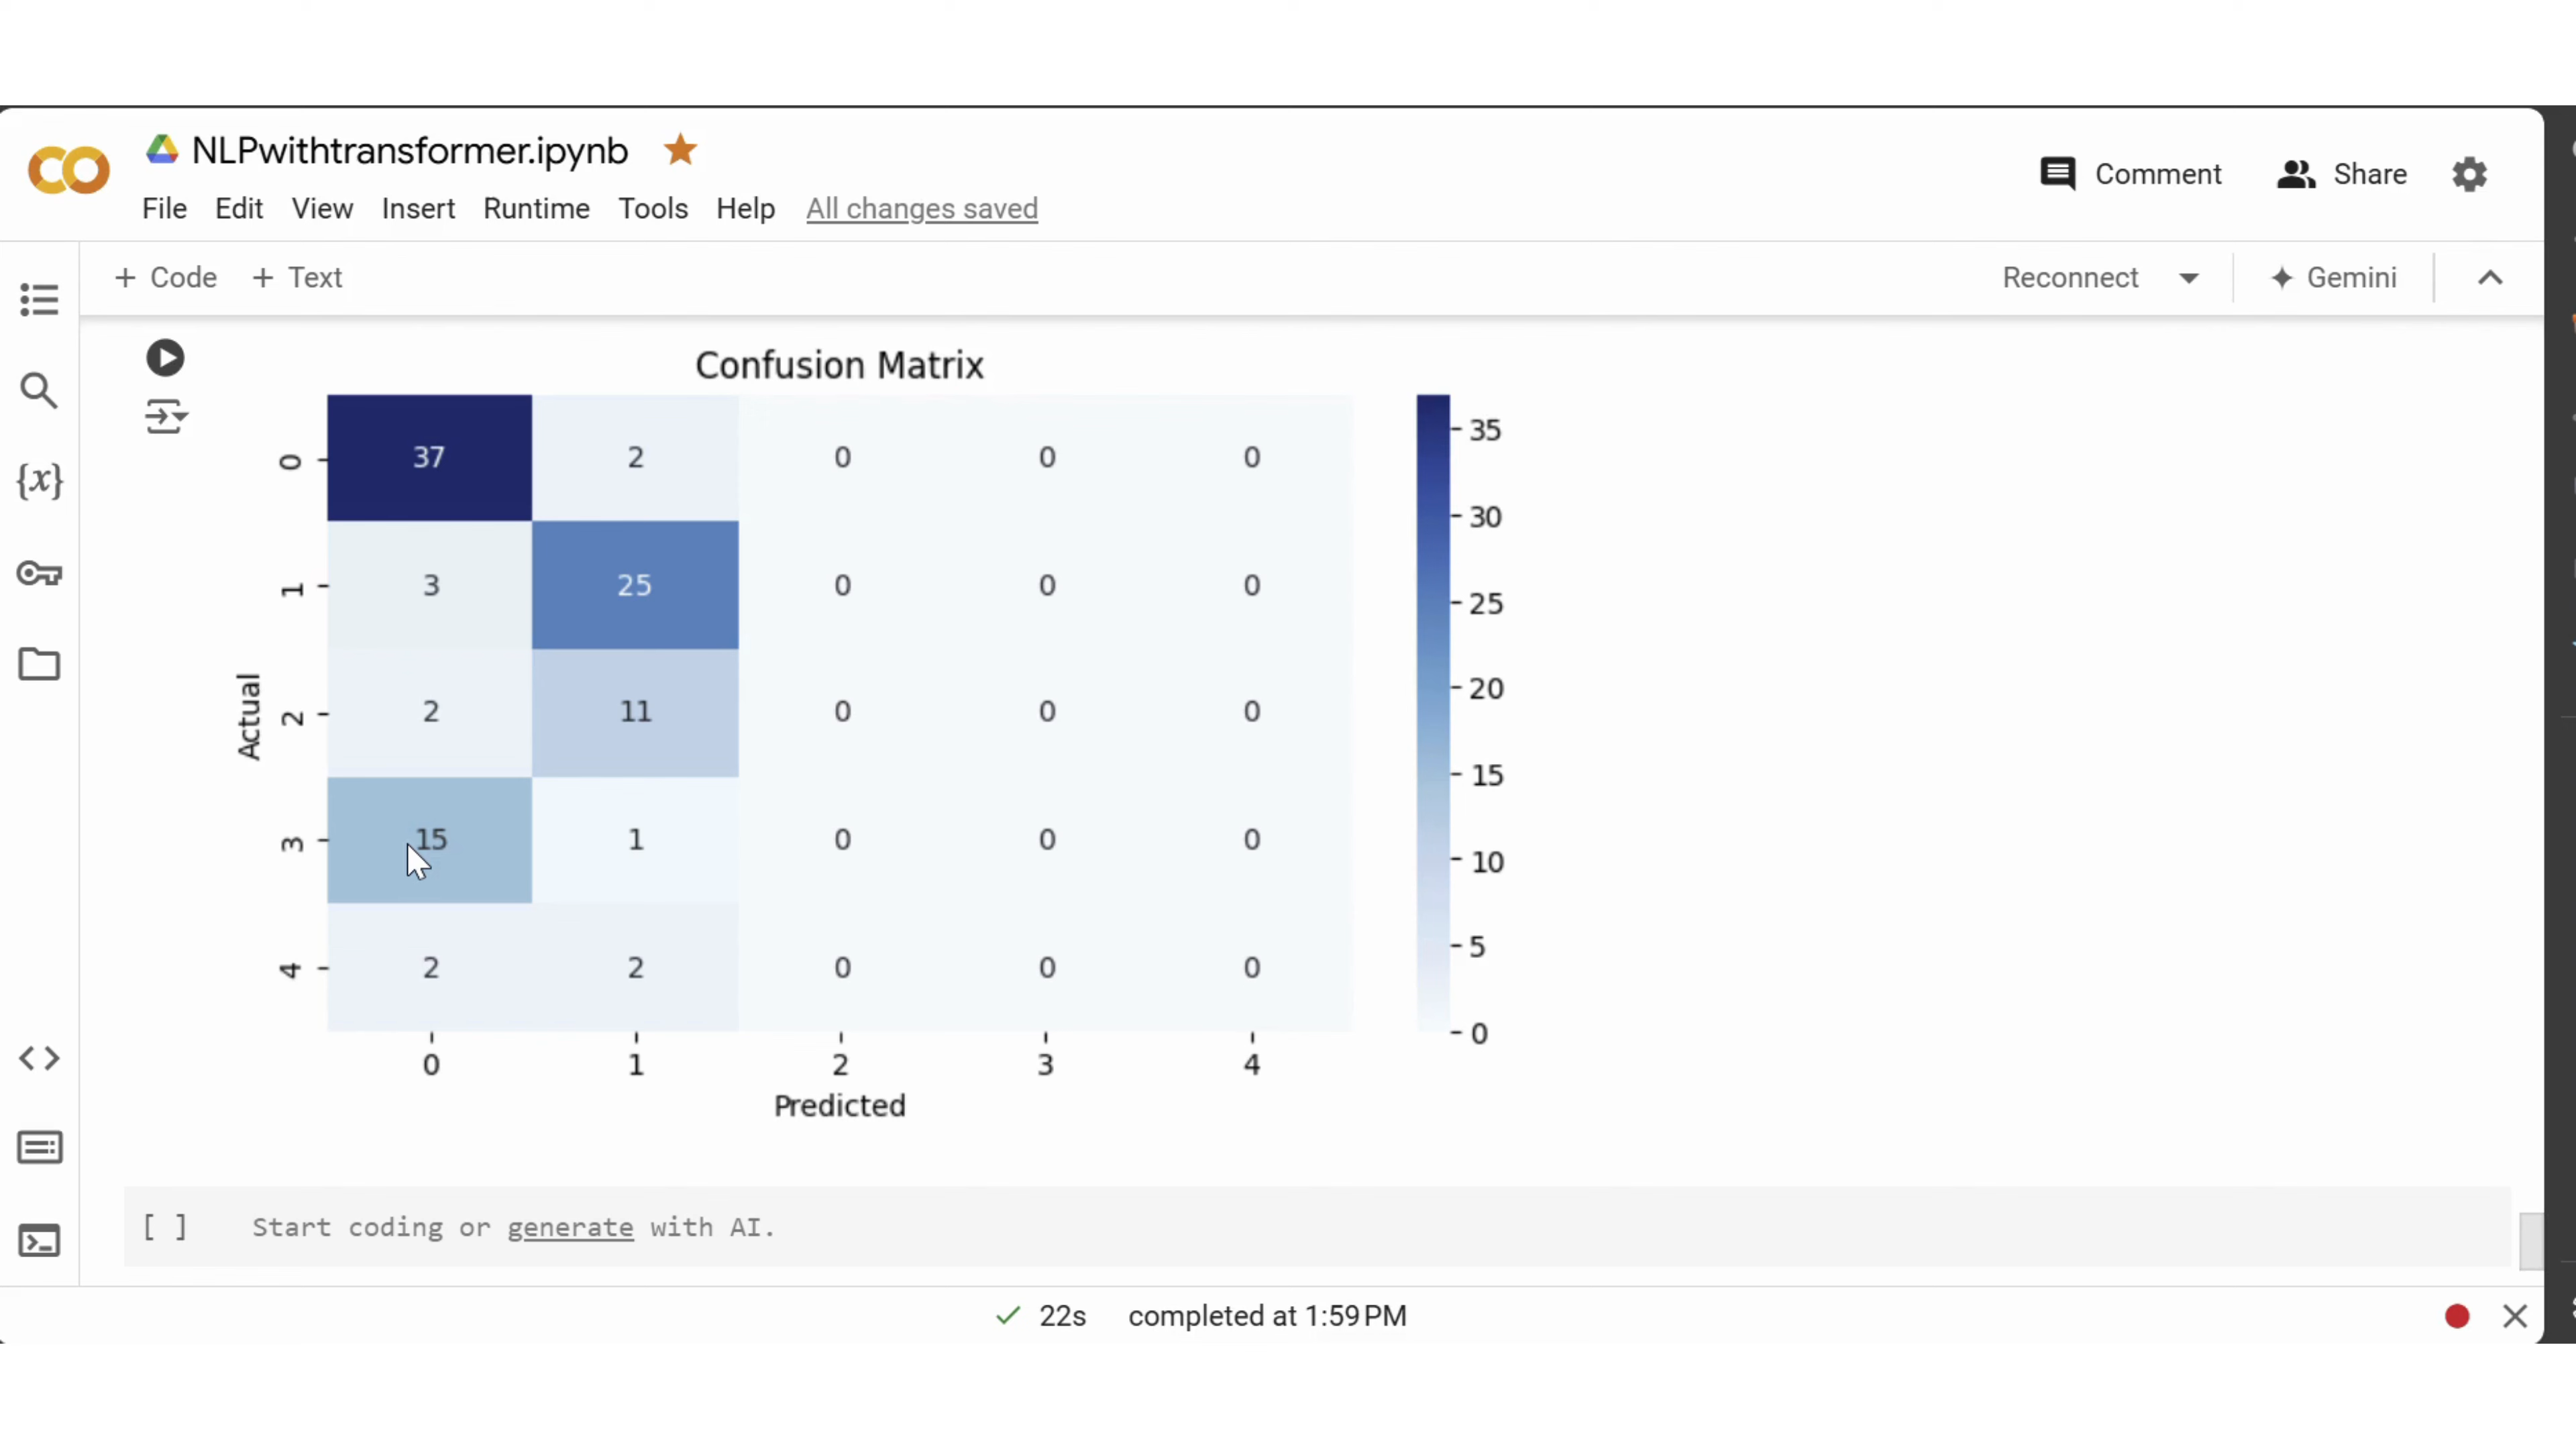 NLPwithtransformer.ipynb
Comment Share
File Edit View Insert Runtime Tools Help All changes saved
+ Code + Text Reconnect Gemini
{x}
Confusion Matrix
0 37 2 0 0 0
1 3 25 0 0 0
2 2 11 0 0 0
3 15 1 0 0 0
4 2 2 0 0 0
Actual
0 1 2 3 4
Predicted
35
30
25
20
15
10
5
0
[ ] Start coding or generate with AI.
22s completed at 1:59 PM